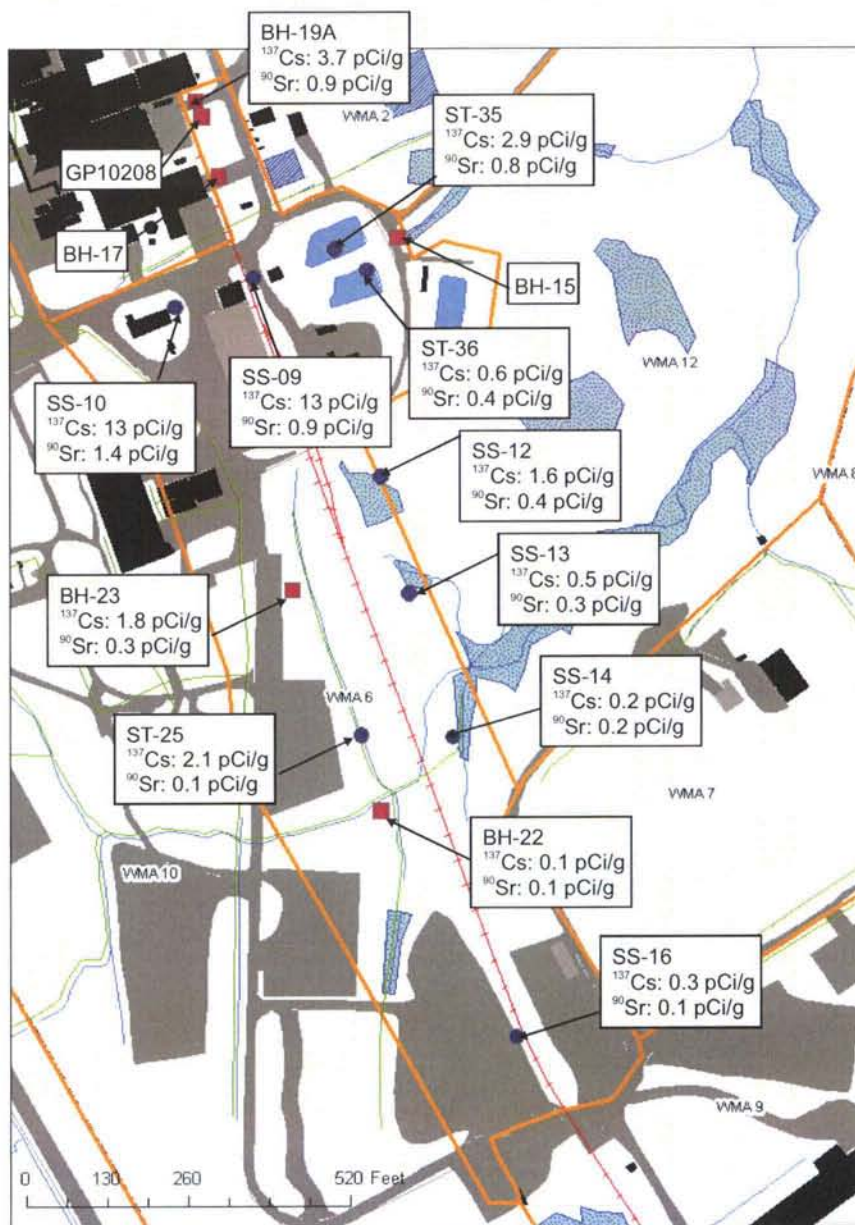 BH-19A
¹³⁷Cs: 3.7 pCi/g
⁹⁰Sr: 0.9 pCi/g
WMA 2
ST-35
¹³⁷Cs: 2.9 pCi/g
⁹⁰Sr: 0.8 pCi/g
GP10208
BH-17
BH-15
ST-36
¹³⁷Cs: 0.6 pCi/g
⁹⁰Sr: 0.4 pCi/g
WMA 12
SS-09
¹³⁷Cs: 13 pCi/g
⁹⁰Sr: 0.9 pCi/g
SS-10
¹³⁷Cs: 13 pCi/g
⁹⁰Sr: 1.4 pCi/g
SS-12
¹³⁷Cs: 1.6 pCi/g
⁹⁰Sr: 0.4 pCi/g
WMA 8
SS-13
¹³⁷Cs: 0.5 pCi/g
⁹⁰Sr: 0.3 pCi/g
BH-23
¹³⁷Cs: 1.8 pCi/g
⁹⁰Sr: 0.3 pCi/g
SS-14
¹³⁷Cs: 0.2 pCi/g
⁹⁰Sr: 0.2 pCi/g
WMA 6
ST-25
¹³⁷Cs: 2.1 pCi/g
⁹⁰Sr: 0.1 pCi/g
WMA 7
BH-22
¹³⁷Cs: 0.1 pCi/g
⁹⁰Sr: 0.1 pCi/g
WMA 10
SS-16
¹³⁷Cs: 0.3 pCi/g
⁹⁰Sr: 0.1 pCi/g
WMA 9
0 130 260 520 Feet